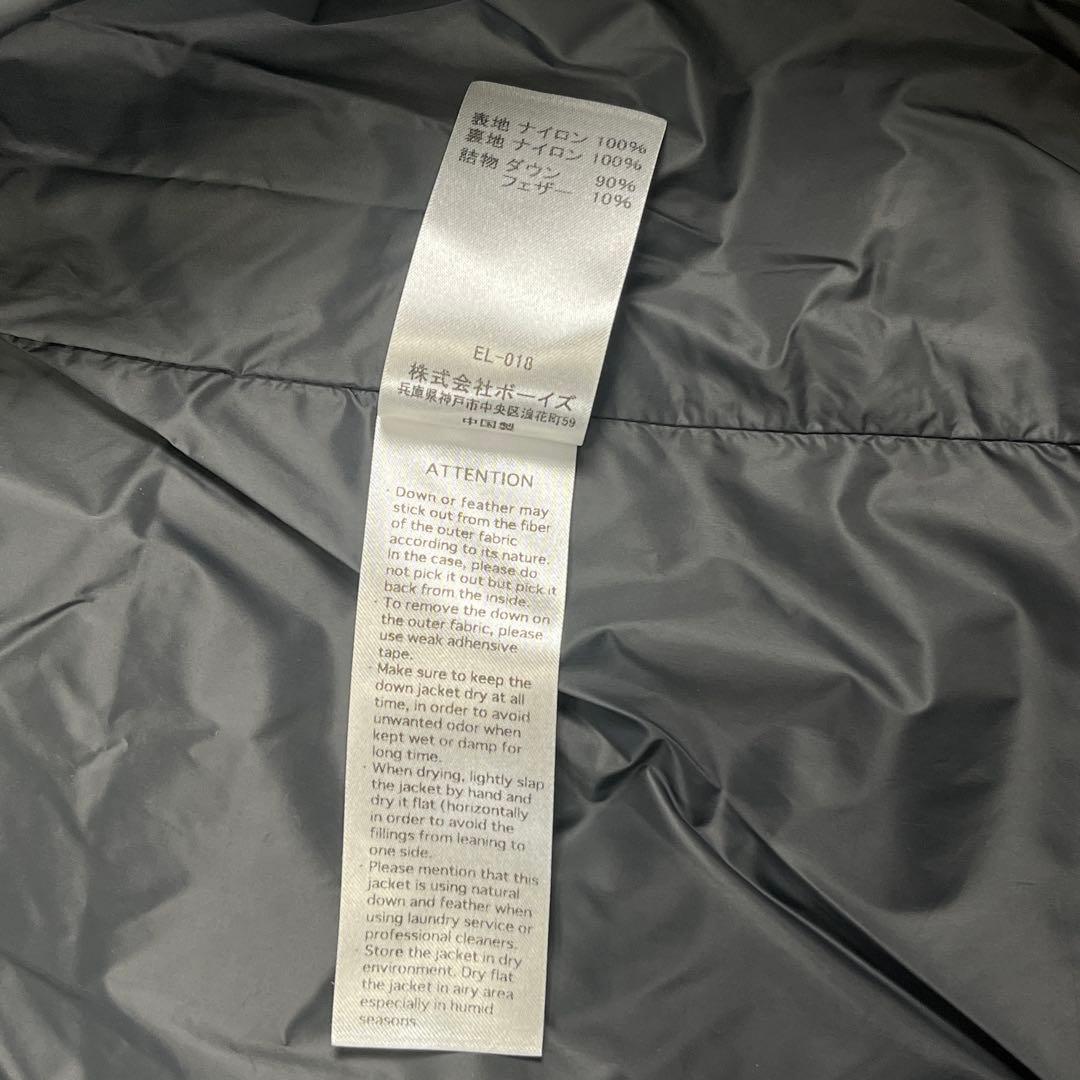 表地 ナイロン 100%
裏地 ナイロン 100%
詰物 ダウン 90%
フェザー 10%
EL-018
株式会社ボーイズ
兵庫県神戸市中央区浪花町59
中国製
ATTENTION
· Down or feather may
stick out from the fiber
of the outer fabric
according to its nature.
In the case, please do
not pick it out but pick it
back from the inside.
· To remove the down on
the outer fabric, please
use weak adhensive
tape.
· Make sure to keep the
down jacket dry at all
time, in order to avoid
unwanted odor when
kept wet or damp for
long time.
· When drying, lightly slap
the jacket by hand and
dry it flat (horizontally
in order to avoid the
fillings from leaning to
one side.
· Please mention that this
jacket is using natural
down and feather when
using laundry service or
professional cleaners.
· Store the jacket in dry
environment. Dry flat
the jacket in airy area
especially in humid
seasons.